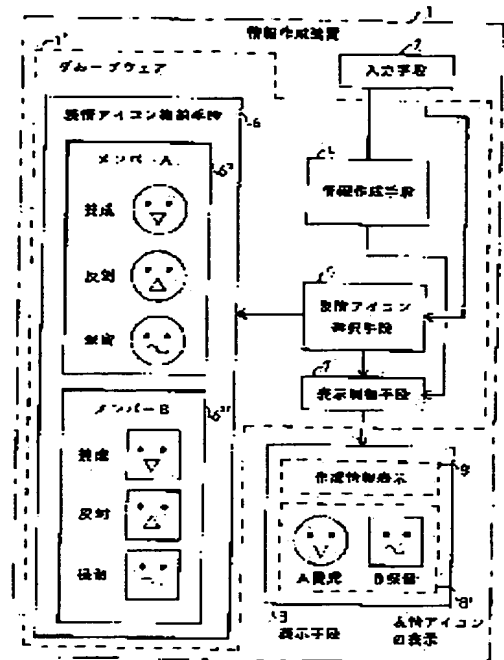 1
情報作成装置
1'
グループウェア
2
入力手段
表情アイコン格納手段
6
メンバーA
6'
賛成
反対
保留
4
情報作成手段
5
表情アイコン
選択手段
7
表示制御手段
メンバーB
6''
賛成
反対
保留
作成情報表示
A賛成
B保留
8'
表示手段
表情アイコン
の表示